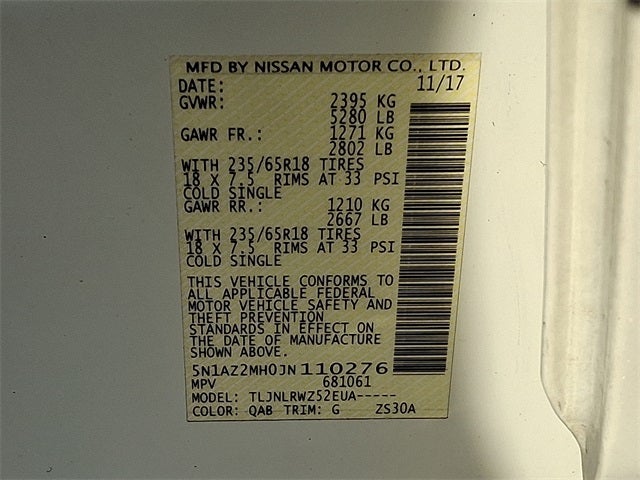 MFD BY NISSAN MOTOR CO., LTD.
DATE: 11/17
GVWR: 2395 KG
5280 LB
GAWR FR.: 1271 KG
2802 LB
WITH 235/65R18 TIRES
18 X 7.5 RIMS AT 33 PSI
COLD SINGLE
GAWR RR.: 1210 KG
2667 LB
WITH 235/65R18 TIRES
18 X 7.5 RIMS AT 33 PSI
COLD SINGLE
THIS VEHICLE CONFORMS TO
ALL APPLICABLE FEDERAL
MOTOR VEHICLE SAFETY AND
THEFT PREVENTION
STANDARDS IN EFFECT ON
THE DATE OF MANUFACTURE
SHOWN ABOVE.
5N1AZ2MH0JN110276
MPV 681061
MODEL: TLJNLRWZ52EUA-----
COLOR: QAB TRIM: G ZS30A